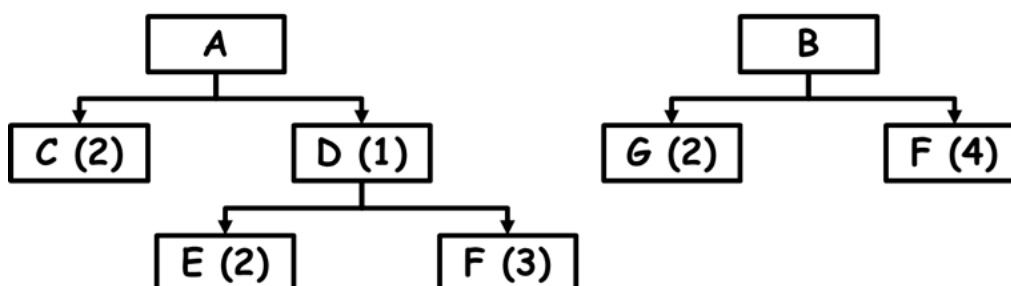 A
B
C (2)
D (1)
G (2)
F (4)
E (2)
F (3)